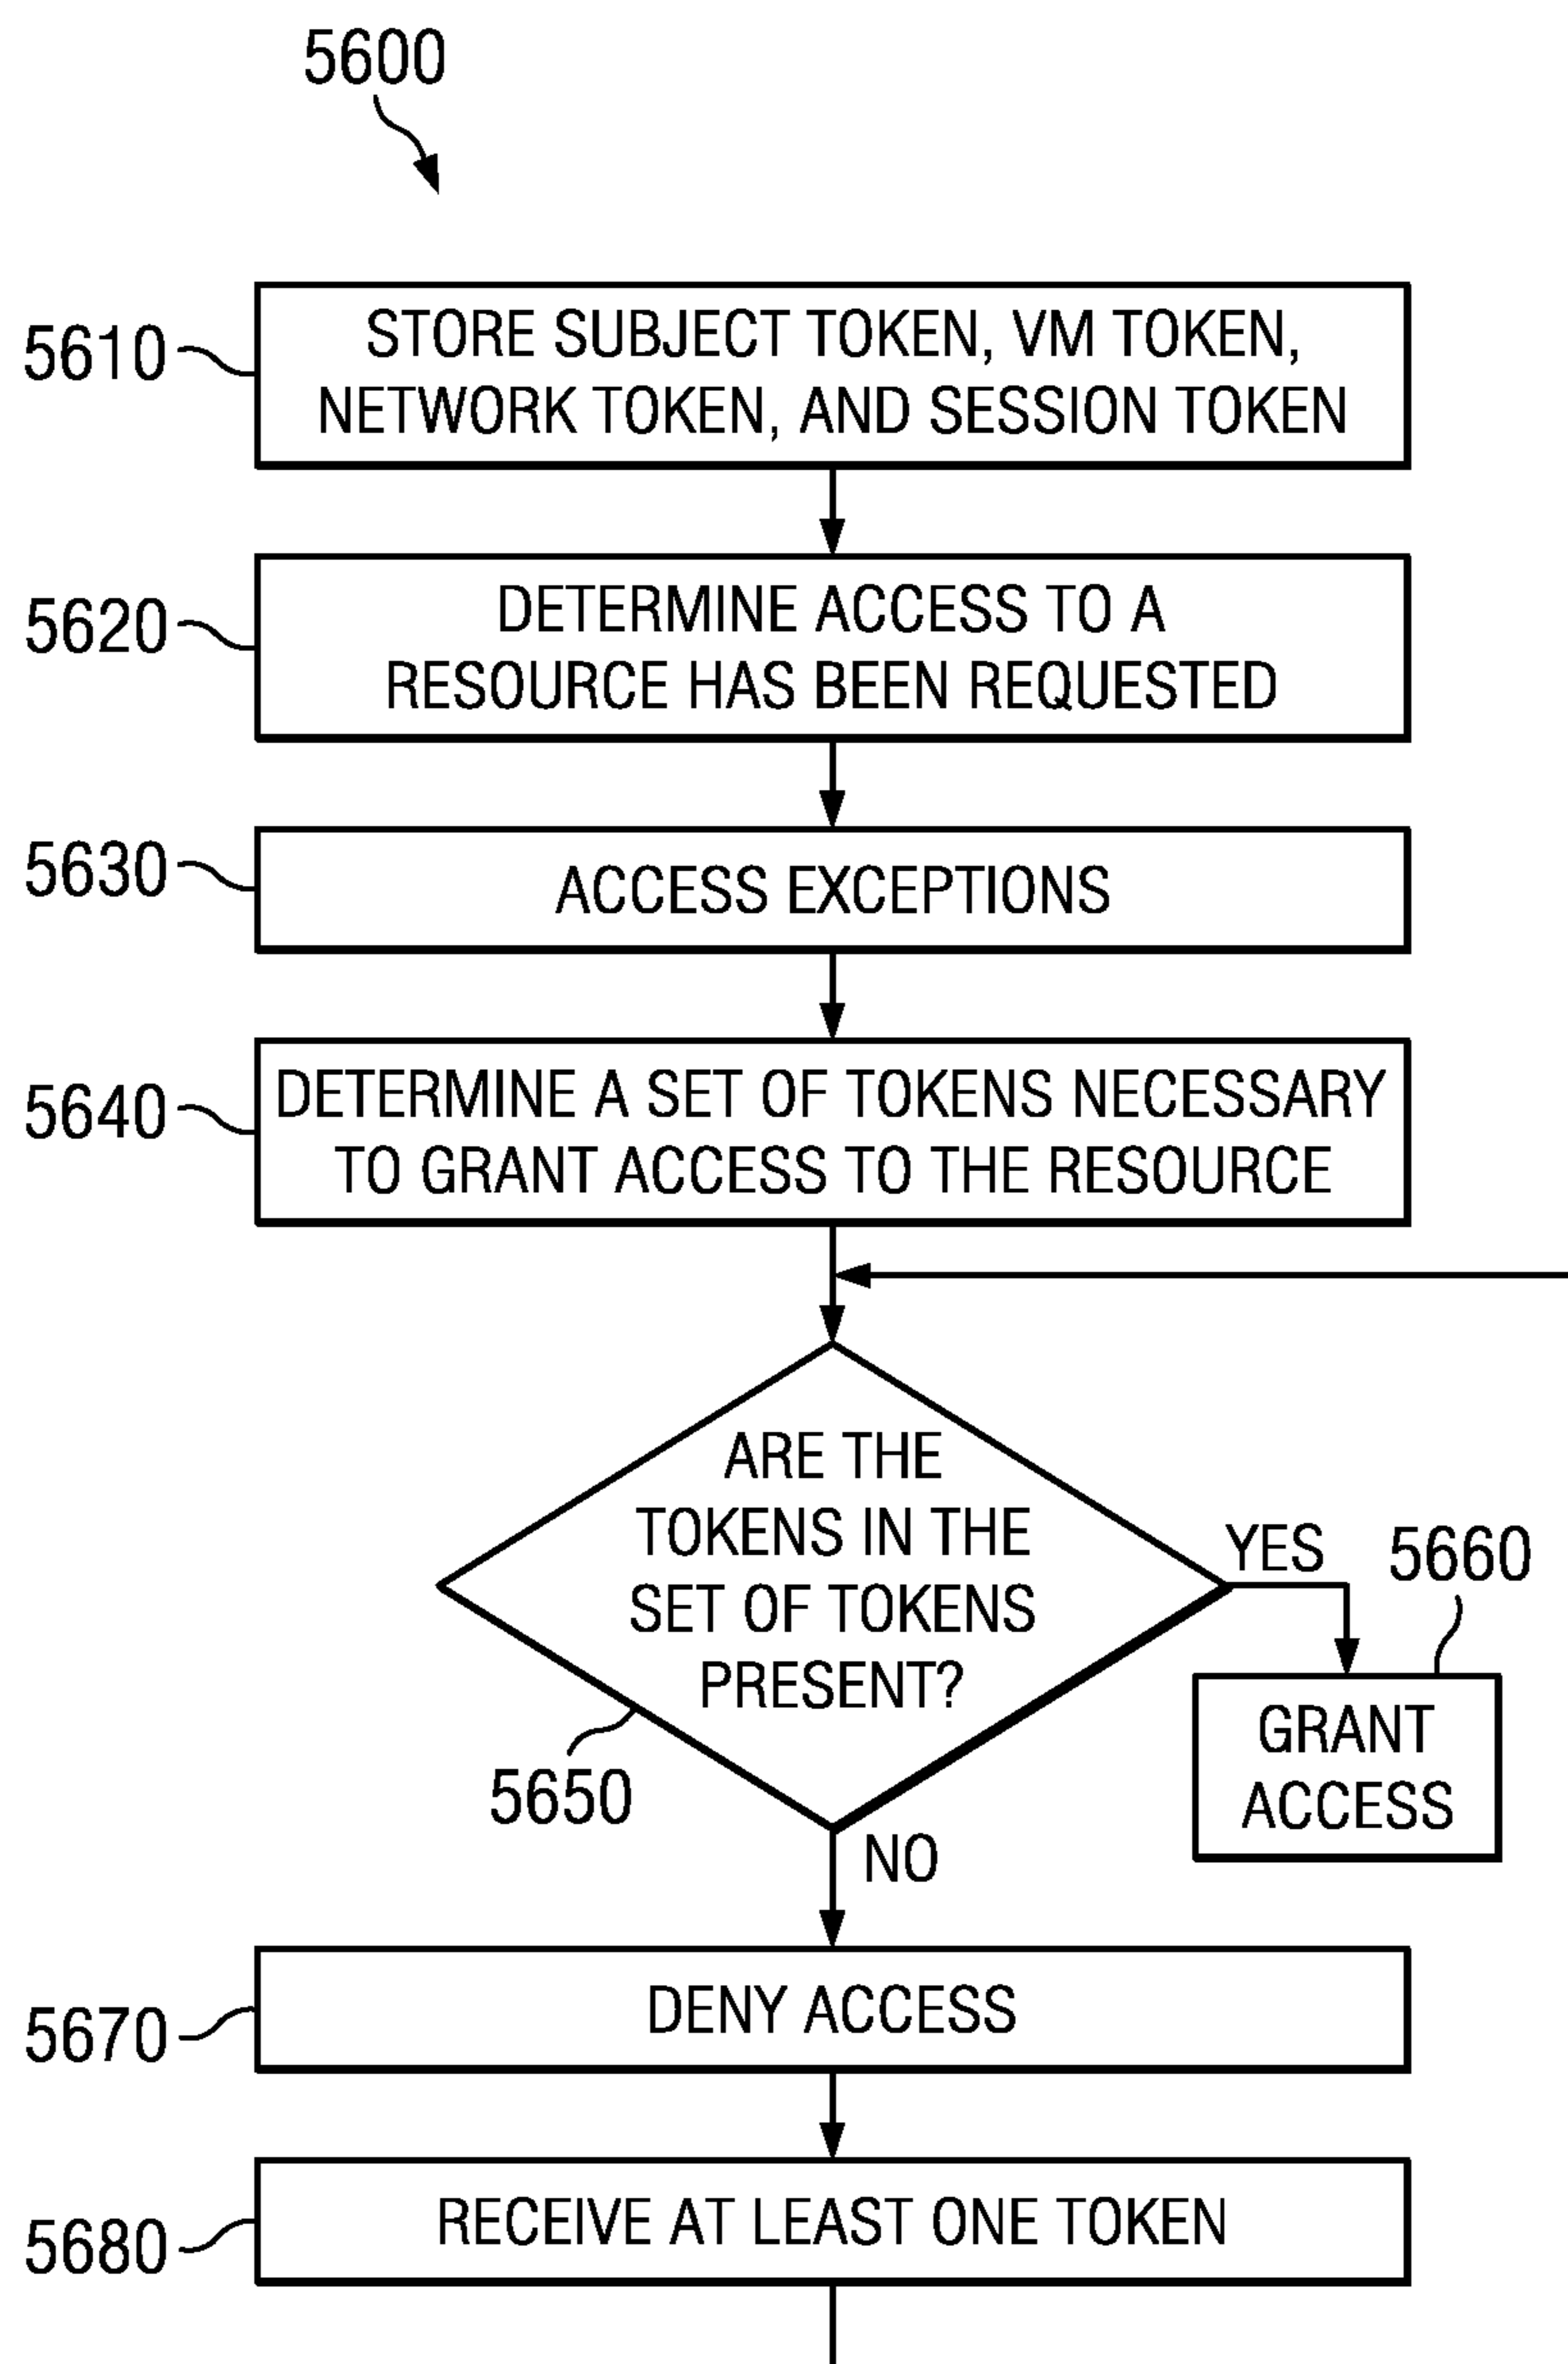 5600
5610
STORE SUBJECT TOKEN, VM TOKEN,
NETWORK TOKEN, AND SESSION TOKEN
5620
DETERMINE ACCESS TO A
RESOURCE HAS BEEN REQUESTED
5630
ACCESS EXCEPTIONS
5640
DETERMINE A SET OF TOKENS NECESSARY
TO GRANT ACCESS TO THE RESOURCE
ARE THE
TOKENS IN THE
SET OF TOKENS
PRESENT?
5650
YES
5660
GRANT
ACCESS
NO
5670
DENY ACCESS
5680
RECEIVE AT LEAST ONE TOKEN